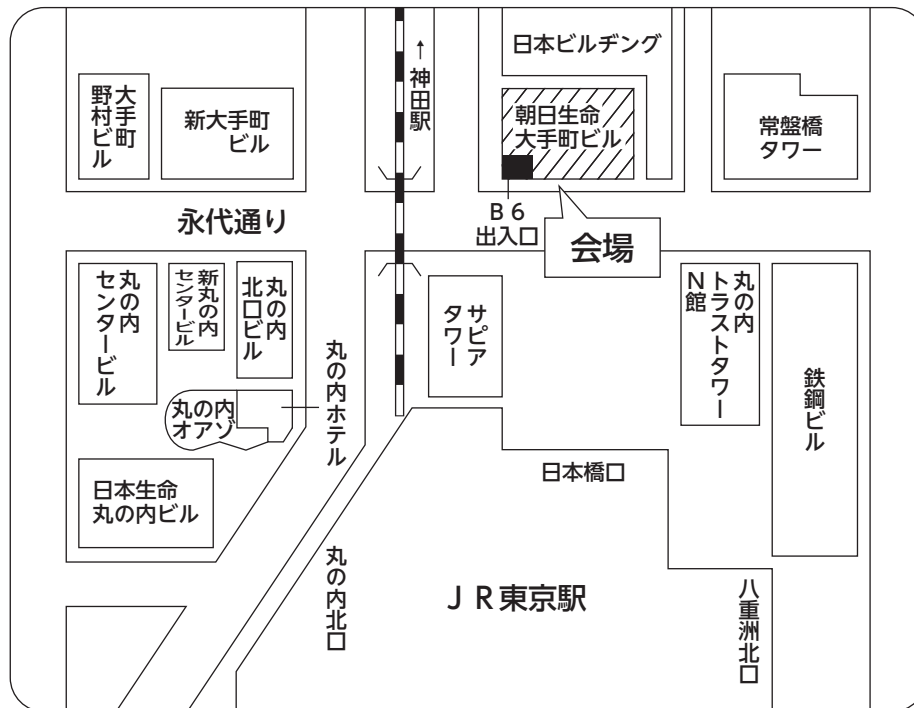 ↑神田駅
日本ビルヂング
大手町
野村ビル
新大手町
ビル
朝日生命
大手町ビル
常盤橋
タワー
永代通り
B6
出入口
会場
丸の内
センタービル
新丸の内
センタービル
丸の内
北口ビル
サピア
タワー
丸の内
トラストタワー
N館
鉄鋼ビル
丸の内ホテル
丸の内
オアゾ
日本生命
丸の内ビル
日本橋口
丸の内北口
JR東京駅
八重洲北口